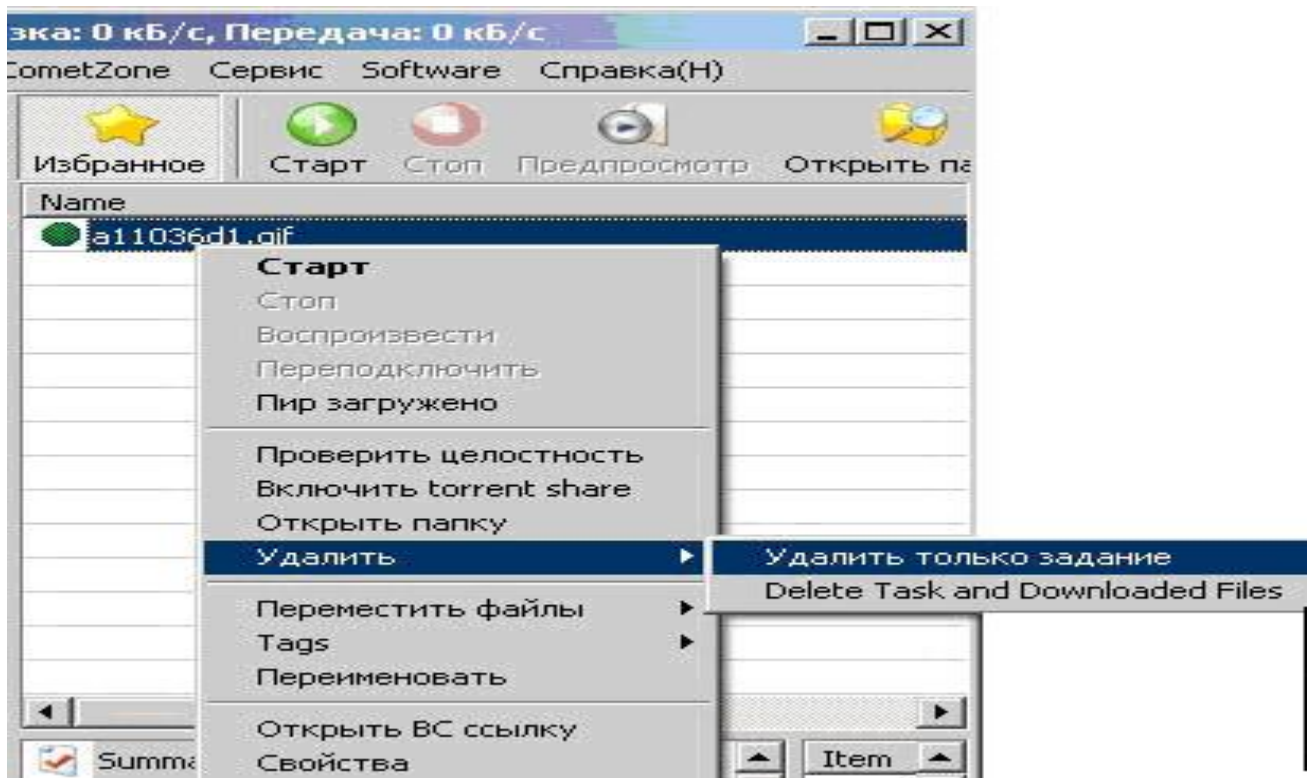 зка: 0 кБ/с, Передача: 0 кБ/с
CometZone Сервис Software Справка(H)
Избранное Старт Стоп Предпросмотр Открыть па
Name
a11036d1.gif
Старт
Стоп
Воспроизвести
Переподключить
Пир загружено
Проверить целостность
Включить torrent share
Открыть папку
Удалить
Удалить только задание
Delete Task and Downloaded Files
Переместить файлы
Tags
Переименовать
Открыть BC ссылку
Summa
Item
Свойства